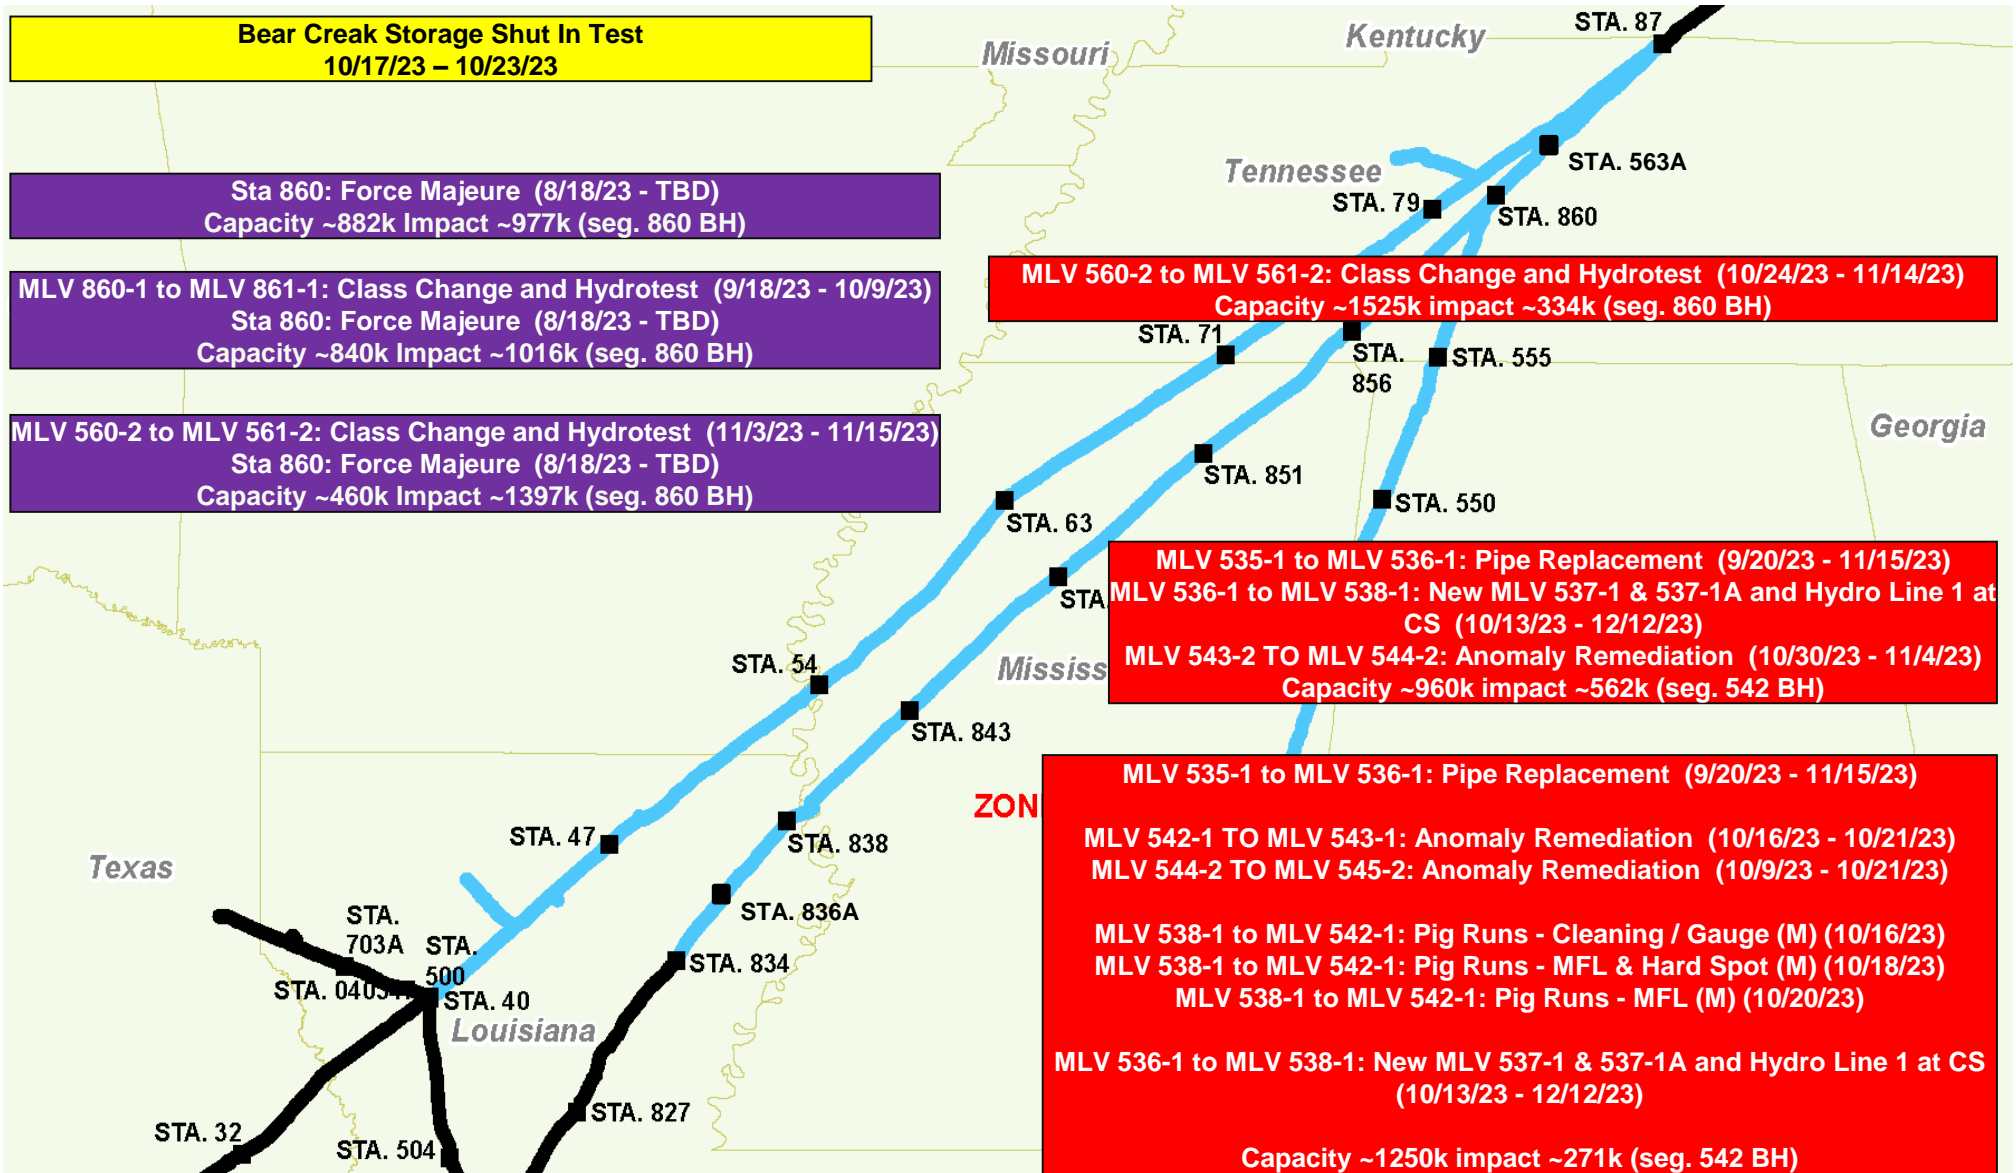 Bear Creak Storage Shut In Test
10/17/23 – 10/23/23
Sta 860: Force Majeure (8/18/23 - TBD)
Capacity ~882k Impact ~977k (seg. 860 BH)
MLV 860-1 to MLV 861-1: Class Change and Hydrotest (9/18/23 - 10/9/23)
Sta 860: Force Majeure (8/18/23 - TBD)
Capacity ~840k Impact ~1016k (seg. 860 BH)
MLV 560-2 to MLV 561-2: Class Change and Hydrotest (11/3/23 - 11/15/23)
Sta 860: Force Majeure (8/18/23 - TBD)
Capacity ~460k Impact ~1397k (seg. 860 BH)
Missouri
Kentucky
STA. 87
Tennessee
STA. 563A
STA. 79
STA. 860
MLV 560-2 to MLV 561-2: Class Change and Hydrotest (10/24/23 - 11/14/23)
Capacity ~1525k impact ~334k (seg. 860 BH)
STA. 71
STA.
856
STA. 555
Georgia
STA. 851
STA. 550
STA. 63
MLV 535-1 to MLV 536-1: Pipe Replacement (9/20/23 - 11/15/23)
MLV 536-1 to MLV 538-1: New MLV 537-1 & 537-1A and Hydro Line 1 at
CS (10/13/23 - 12/12/23)
MLV 543-2 TO MLV 544-2: Anomaly Remediation (10/30/23 - 11/4/23)
Capacity ~960k impact ~562k (seg. 542 BH)
STA.
STA. 54
Mississ
STA. 843
ZON
MLV 535-1 to MLV 536-1: Pipe Replacement (9/20/23 - 11/15/23)
MLV 542-1 TO MLV 543-1: Anomaly Remediation (10/16/23 - 10/21/23)
MLV 544-2 TO MLV 545-2: Anomaly Remediation (10/9/23 - 10/21/23)
MLV 538-1 to MLV 542-1: Pig Runs - Cleaning / Gauge (M) (10/16/23)
MLV 538-1 to MLV 542-1: Pig Runs - MFL & Hard Spot (M) (10/18/23)
MLV 538-1 to MLV 542-1: Pig Runs - MFL (M) (10/20/23)
MLV 536-1 to MLV 538-1: New MLV 537-1 & 537-1A and Hydro Line 1 at CS
(10/13/23 - 12/12/23)
Capacity ~1250k impact ~271k (seg. 542 BH)
STA. 47
STA. 838
Texas
STA. 836A
STA.
703A
STA.
500
STA. 834
STA.
STA. 40
Louisiana
STA. 827
STA. 32
STA. 504